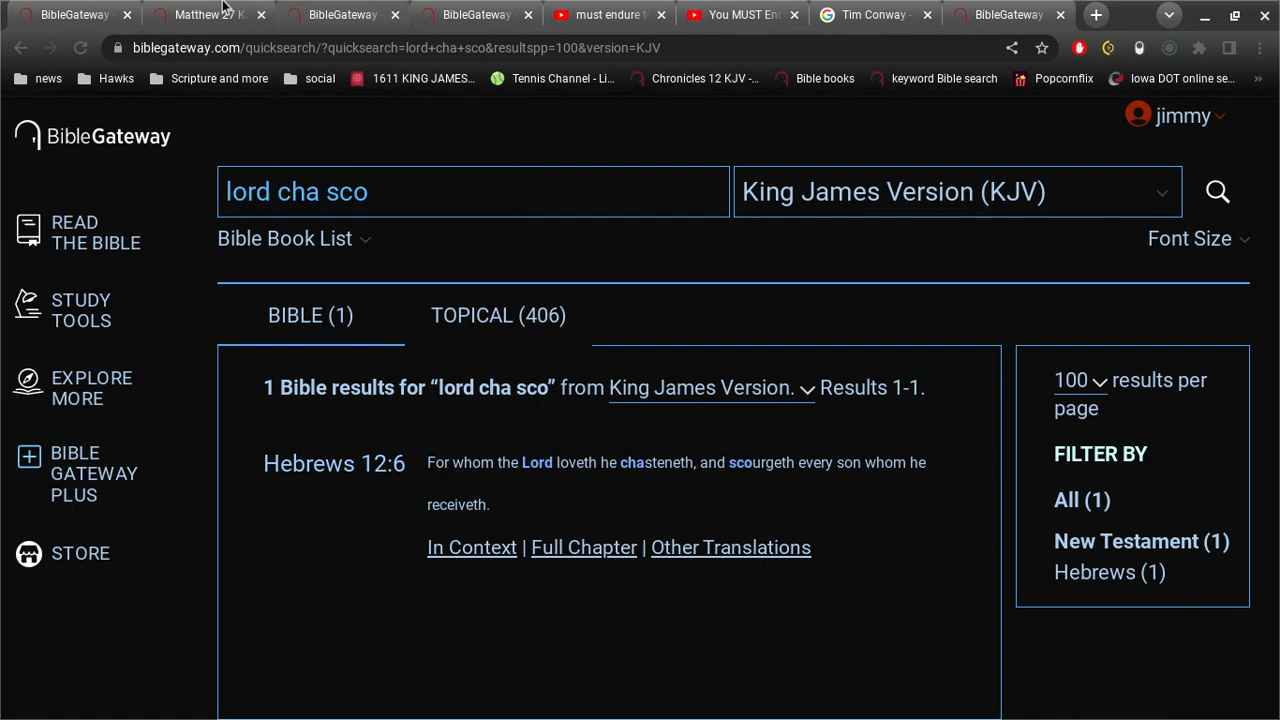 BibleGateway -
Matthew 27 K
BibleGateway -
BibleGateway -
must endure to
You MUST End
Tim Conway -
BibleGateway
biblegateway.com/quicksearch/?quicksearch=lord+cha+sco&resultspp=100&version=KJV
news
Hawks
Scripture and more
social
1611 KING JAMES...
Tennis Channel - Li...
Chronicles 12 KJV -...
Bible books
keyword Bible search
Popcornflix
Iowa DOT online se...
»
BibleGateway
jimmy
lord cha sco
King James Version (KJV)
Bible Book List
Font Size
READ
THE BIBLE
STUDY
TOOLS
EXPLORE
MORE
BIBLE
GATEWAY
PLUS
STORE
BIBLE (1)
TOPICAL (406)
1 Bible results for “lord cha sco” from King James Version. Results 1-1.
Hebrews 12:6
For whom the Lord loveth he chasteneth, and scourgeth every son whom he
receiveth.
In Context | Full Chapter | Other Translations
100 results per
page
FILTER BY
All (1)
New Testament (1)
Hebrews (1)